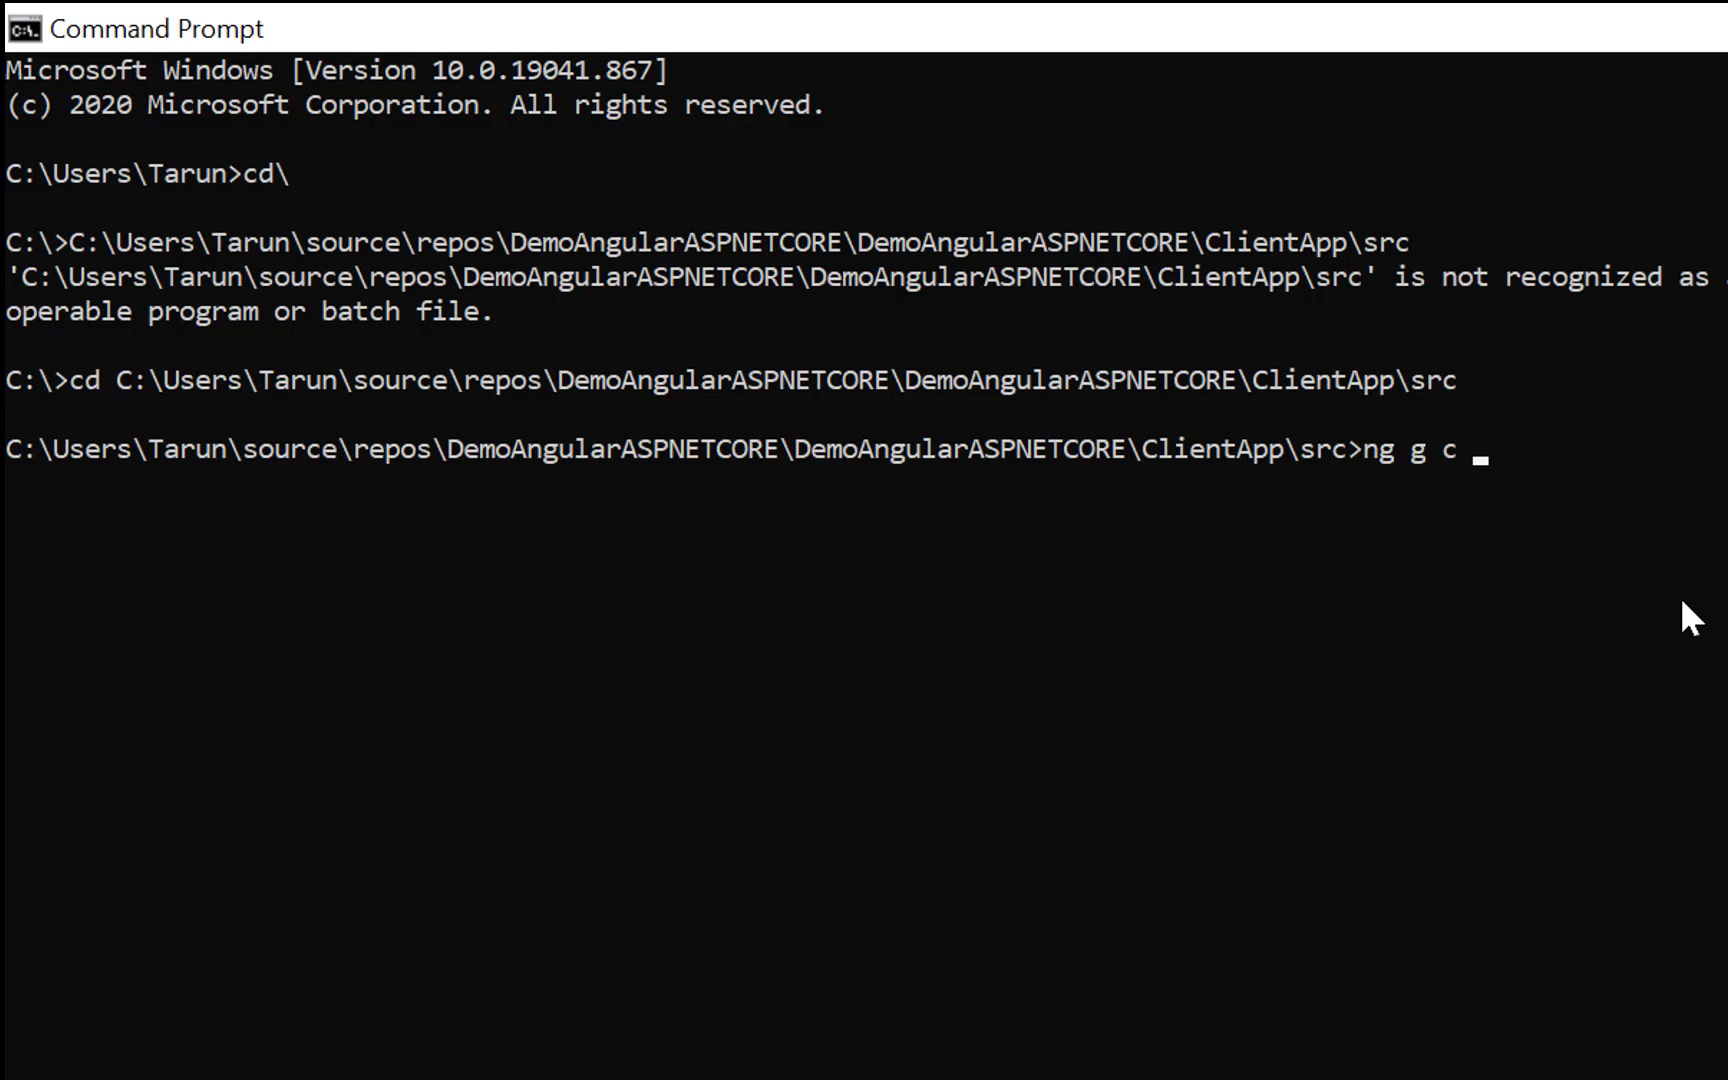 Command Prompt
Microsoft Windows [Version 10.0.19041.867]
(c) 2020 Microsoft Corporation. All rights reserved.
C:\Users\Tarun>cd\
C:\>C:\Users\Tarun\source\repos\DemoAngularASPNETCORE\DemoAngularASPNETCORE\ClientApp\src
'C:\Users\Tarun\source\repos\DemoAngularASPNETCORE\DemoAngularASPNETCORE\ClientApp\src' is not recognized as
operable program or batch file.
C:\>cd C:\Users\Tarun\source\repos\DemoAngularASPNETCORE\DemoAngularASPNETCORE\ClientApp\src
C:\Users\Tarun\source\repos\DemoAngularASPNETCORE\DemoAngularASPNETCORE\ClientApp\src>ng g c